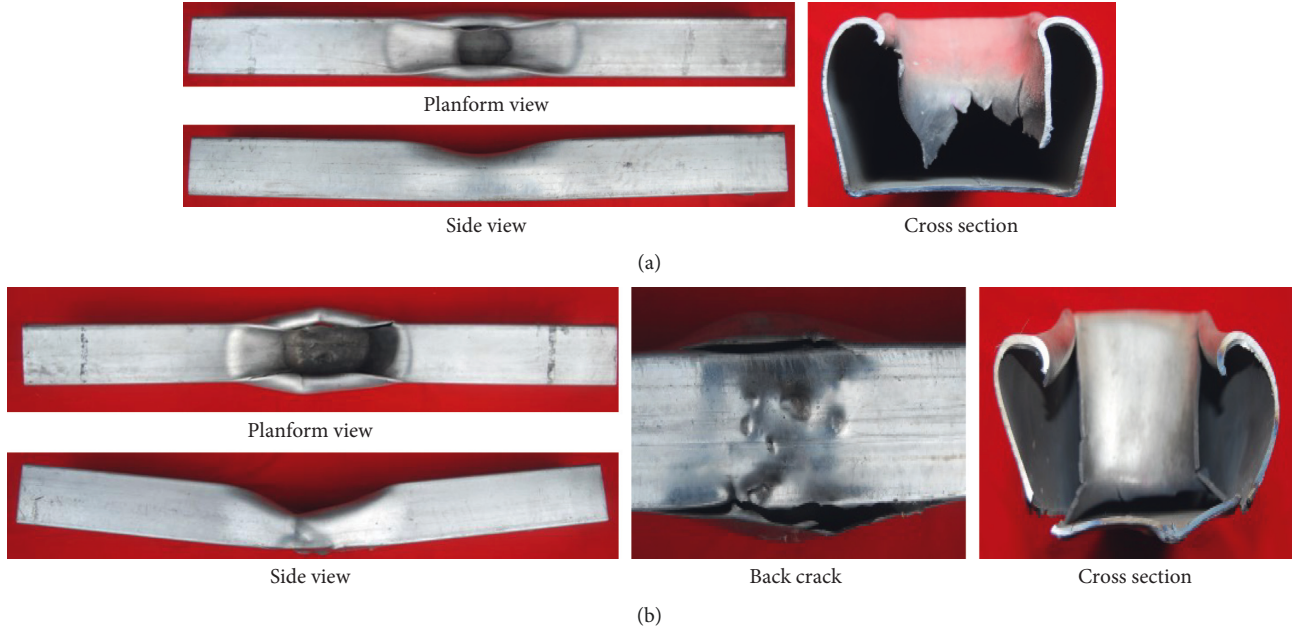 Planform view
Side view
Cross section
(a)
Planform view
Side view
Back crack
Cross section
(b)